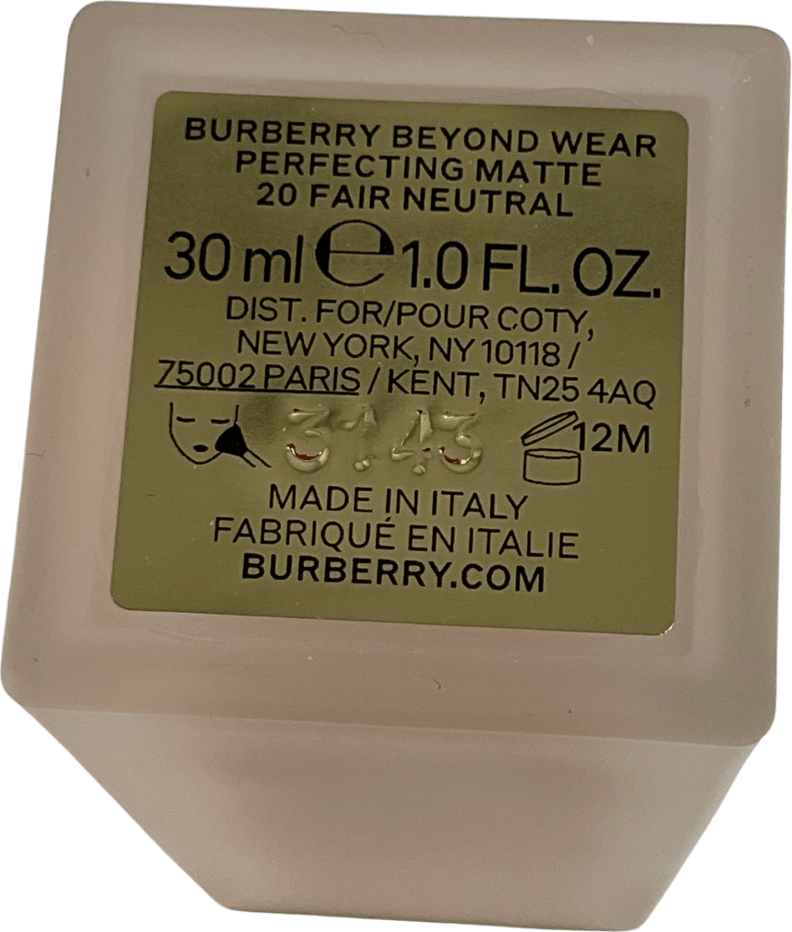 BURBERRY BEYOND WEAR
PERFECTING MATTE
20 FAIR NEUTRAL
30 ml ℮ 1.0 FL. OZ.
DIST. FOR/POUR COTY,
NEW YORK, NY 10118 /
75002 PARIS / KENT, TN25 4AQ
3143 12M
MADE IN ITALY
FABRIQUÉ EN ITALIE
BURBERRY.COM